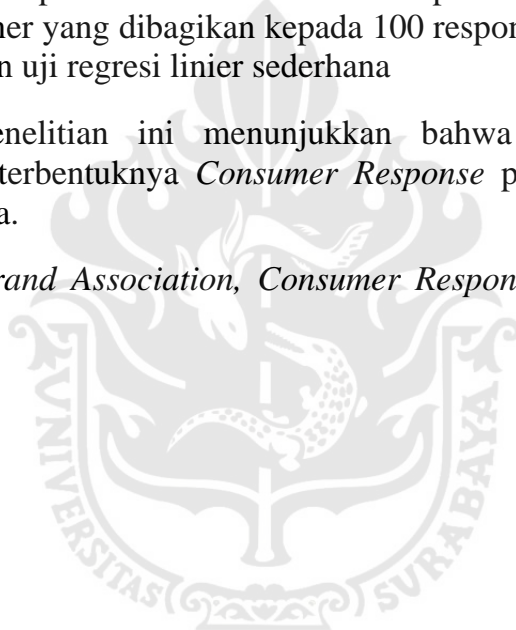 ner yang dibagikan kepada 100 respon
n uji regresi linier sederhana
enelitian ini menunjukkan bahwa
terbentuknya Consumer Response p
a.
rand Association, Consumer Respon
UNIVERSITAS SURABAYA